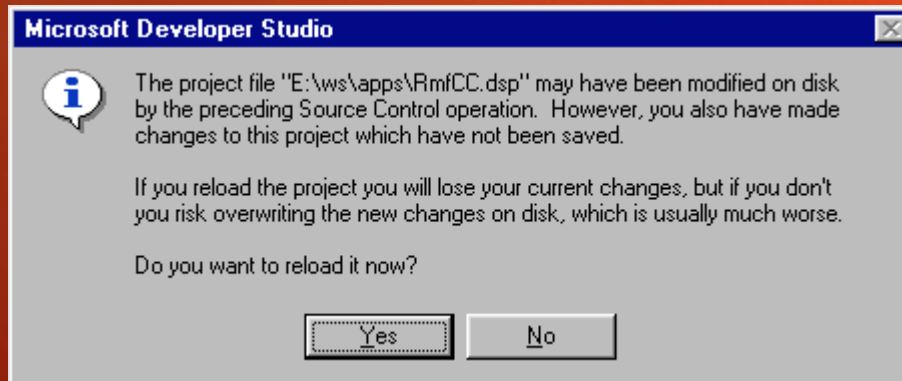 Microsoft Developer Studio
The project file "E:\ws\apps\RmfCC.dsp" may have been modified on disk
by the preceding Source Control operation.  However, you also have made
changes to this project which have not been saved.
If you reload the project you will lose your current changes, but if you don't
you risk overwriting the new changes on disk, which is usually much worse.
Do you want to reload it now?
Yes No